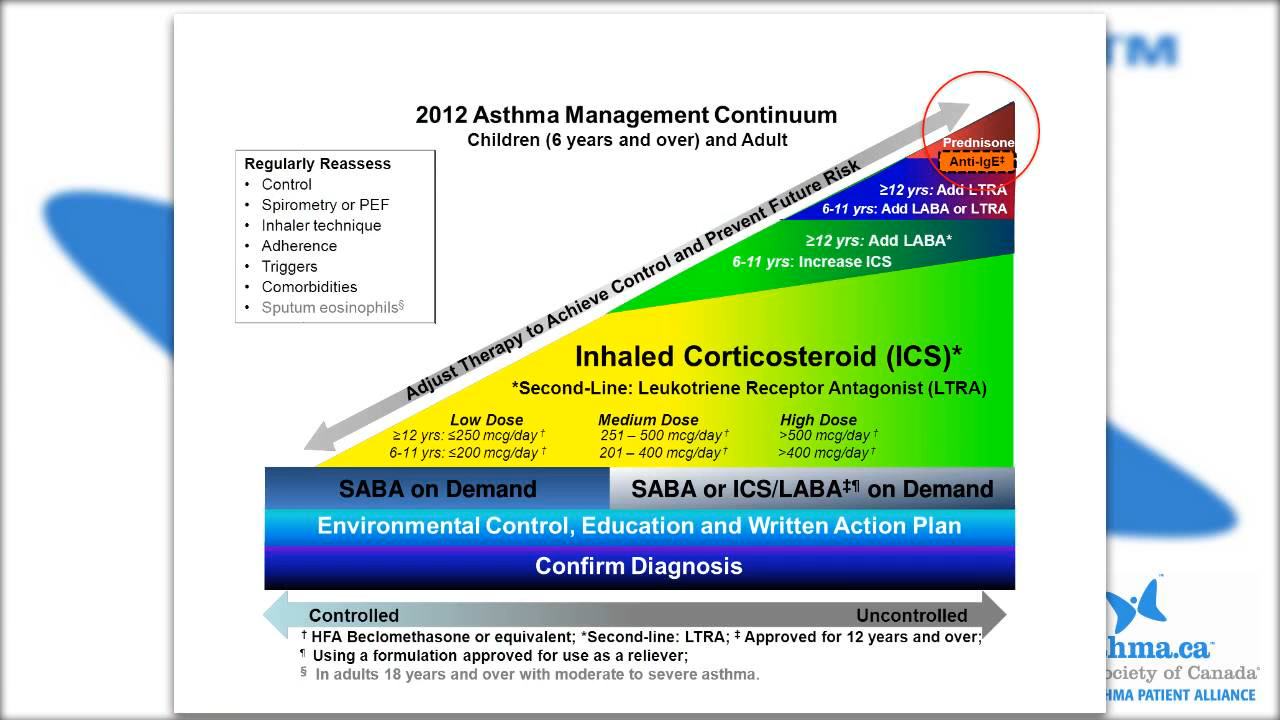 TM
2012 Asthma Management Continuum
Children (6 years and over) and Adult
Regularly Reassess
• Control
• Spirometry or PEF
• Inhaler technique
• Adherence
• Triggers
• Comorbidities
• Sputum eosinophils§
Adjust Therapy to Achieve Control and Prevent Future Risk
Prednisone
Anti-IgE‡
≥12 yrs: Add LTRA
6-11 yrs: Add LABA or LTRA
≥12 yrs: Add LABA*
6-11 yrs: Increase ICS
Inhaled Corticosteroid (ICS)*
*Second-Line: Leukotriene Receptor Antagonist (LTRA)
Low Dose Medium Dose High Dose
≥12 yrs: ≤250 mcg/day† 251 – 500 mcg/day† >500 mcg/day†
6-11 yrs: ≤200 mcg/day† 201 – 400 mcg/day† >400 mcg/day†
SABA on Demand SABA or ICS/LABA‡¶ on Demand
Environmental Control, Education and Written Action Plan
Confirm Diagnosis
Controlled Uncontrolled
† HFA Beclomethasone or equivalent; *Second-line: LTRA; ‡ Approved for 12 years and over;
¶ Using a formulation approved for use as a reliever;
§ In adults 18 years and over with moderate to severe asthma.
hma.ca™
ociety of Canada®
HMA PATIENT ALLIANCE